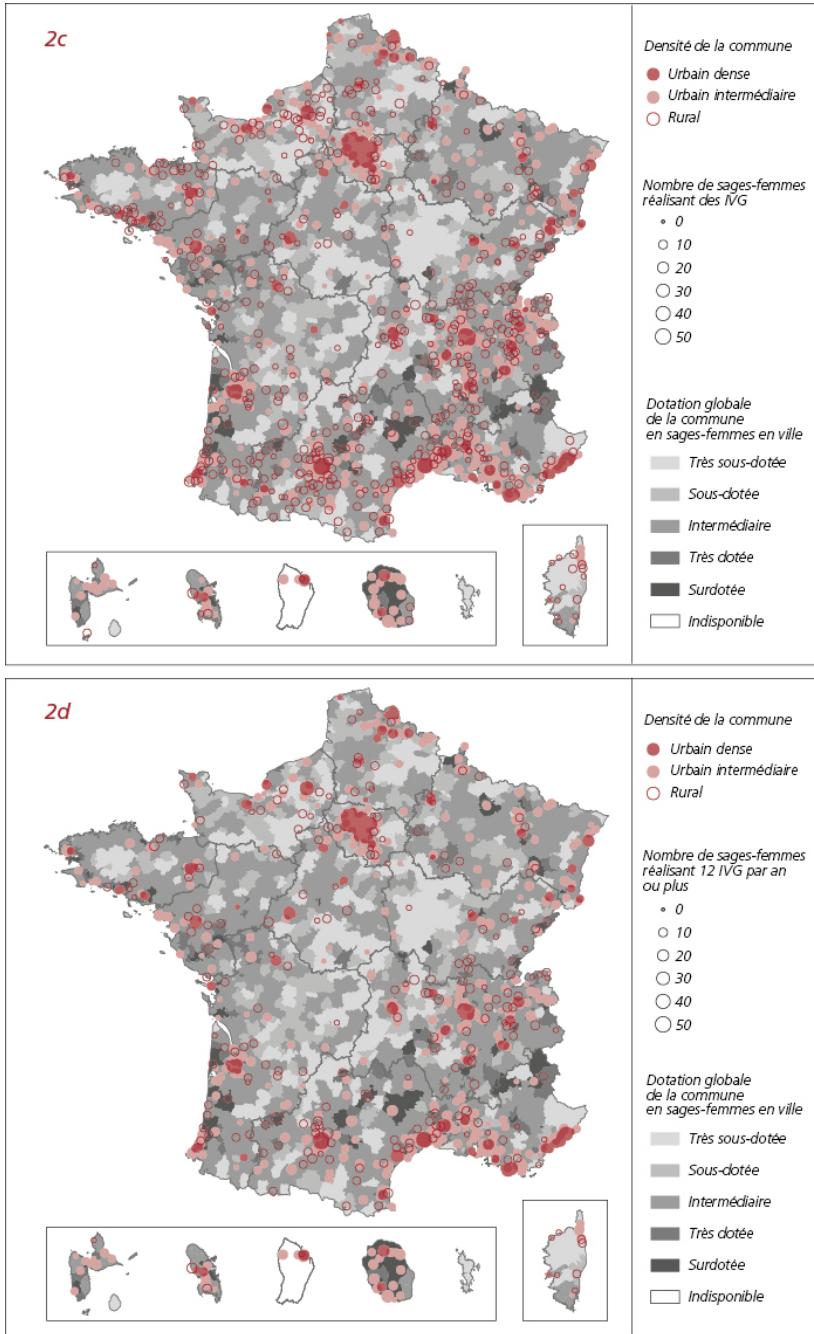 2c
Densité de la commune
Urbain dense
Urbain intermédiaire
Rural
Nombre de sages-femmes
réalisant des IVG
0
10
20
30
40
50
Dotation globale
de la commune
en sages-femmes en ville
Très sous-dotée
Sous-dotée
Intermédiaire
Très dotée
Surdotée
Indisponible
2d
Densité de la commune
Urbain dense
Urbain intermédiaire
Rural
Nombre de sages-femmes
réalisant 12 IVG par an
ou plus
0
10
20
30
40
50
Dotation globale
de la commune
en sages-femmes en ville
Très sous-dotée
Sous-dotée
Intermédiaire
Très dotée
Surdotée
Indisponible